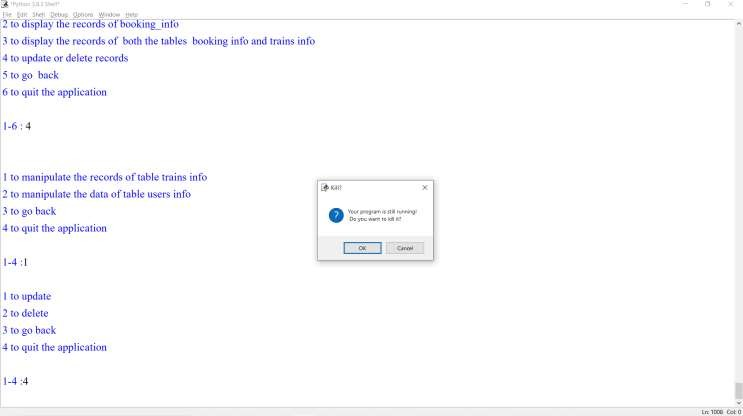 *Python 3.8.3 Shell*
File Edit Shell Debug Options Window Help
2 to display the records of booking_info
3 to display the records of both the tables booking info and trains info
4 to update or delete records
5 to go back
6 to quit the application
1-6 : 4
1 to manipulate the records of table trains info
2 to manipulate the data of table users info
3 to go back
4 to quit the application
1-4 :1
1 to update
2 to delete
3 to go back
4 to quit the application
1-4 :4
Kill?
Your program is still running!
Do you want to kill it?
OK Cancel
Ln: 1008 Col: 0